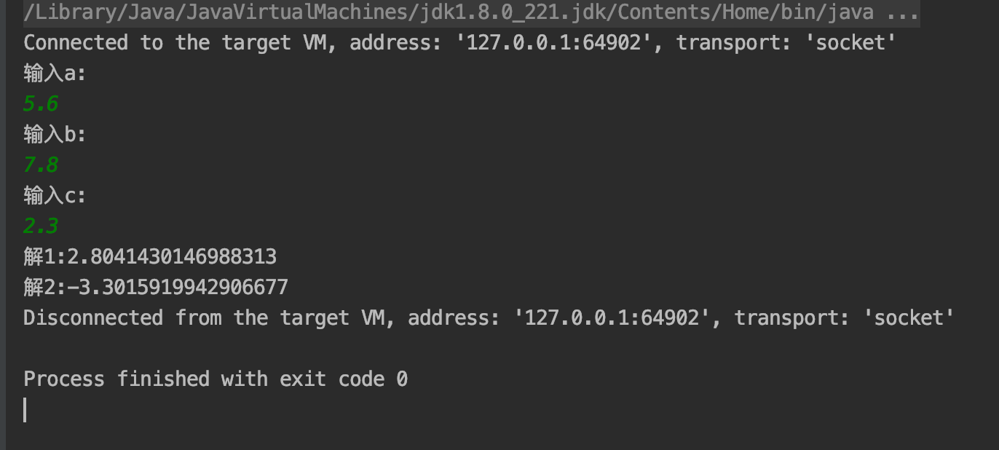 /Library/Java/JavaVirtualMachines/jdk1.8.0_221.jdk/Contents/Home/bin/java ...
Connected to the target VM, address: '127.0.0.1:64902', transport: 'socket'
输入a:
5.6
输入b:
7.8
输入c:
2.3
解1:2.8041430146988313
解2:-3.3015919942906677
Disconnected from the target VM, address: '127.0.0.1:64902', transport: 'socket'
Process finished with exit code 0